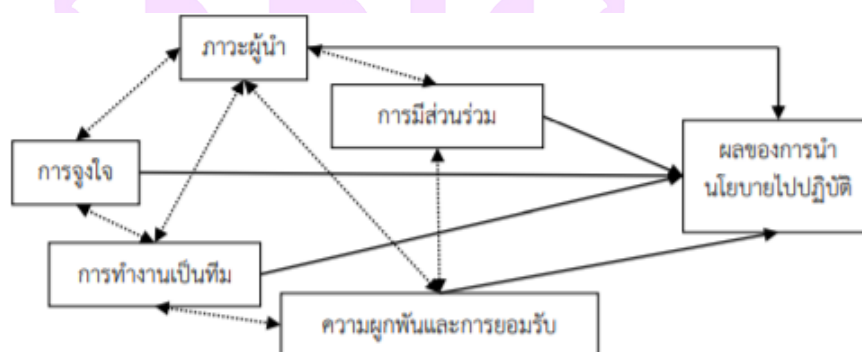 ภาวะผู้นำ
การมีส่วนร่วม
ผลของการนำ
นโยบายไปปฏิบัติ
การจูงใจ
การทำงานเป็นทีม
ความผูกพันและการยอมรับ